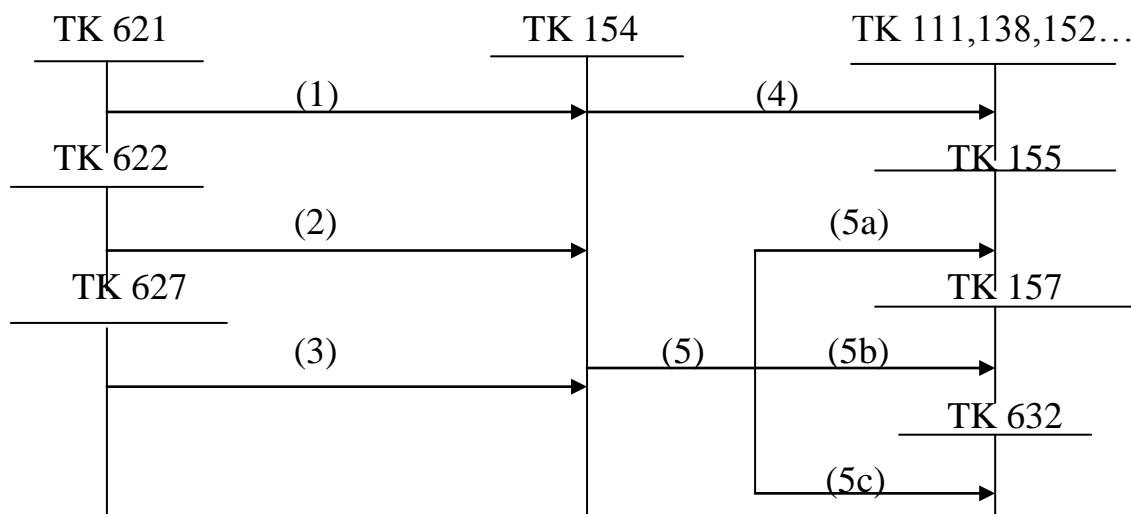 TK 621
TK 154
TK 111,138,152…
(1)
(4)
TK 622
TK 155
(2)
(5a)
TK 627
TK 157
(3)
(5)
(5b)
TK 632
(5c)